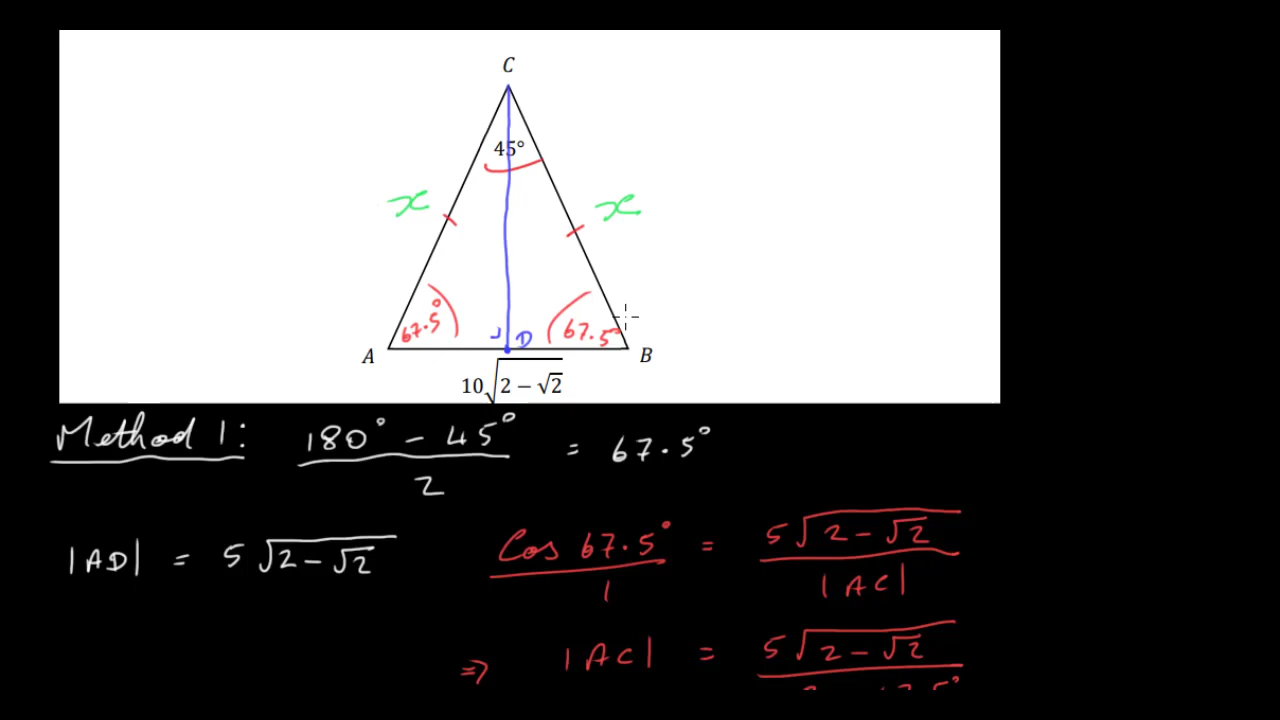 C
45°
x x
67.5° 67.5°
D
A B
10√(2 − √2)
Method 1: (180° − 45°)/2 = 67.5°
|AD| = 5√(2 − √2)
Cos 67.5°/1 = 5√(2 − √2)/|AC|
⇒ |AC| = 5√(2 − √2)